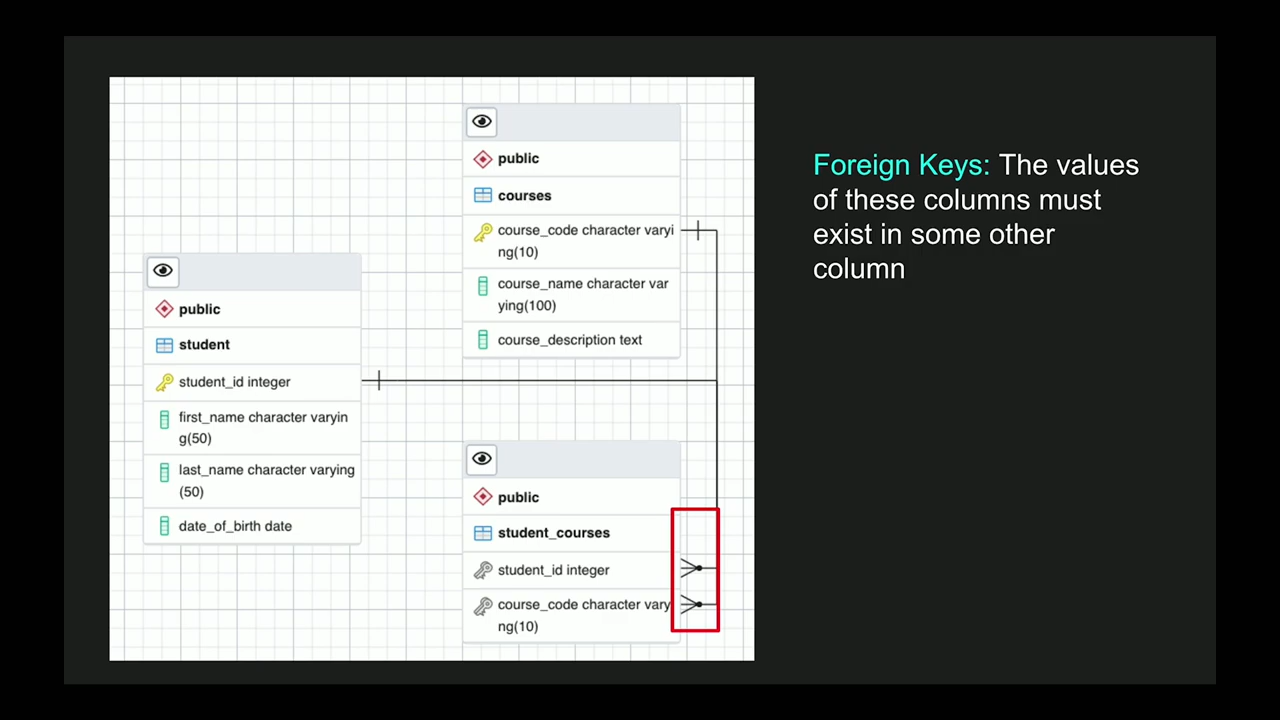 public
courses
course_code character varyi
ng(10)
course_name character var
ying(100)
course_description text
public
student
student_id integer
first_name character varyin
g(50)
last_name character varying
(50)
date_of_birth date
public
student_courses
student_id integer
course_code character vary
ng(10)
Foreign Keys: The values
of these columns must
exist in some other
column